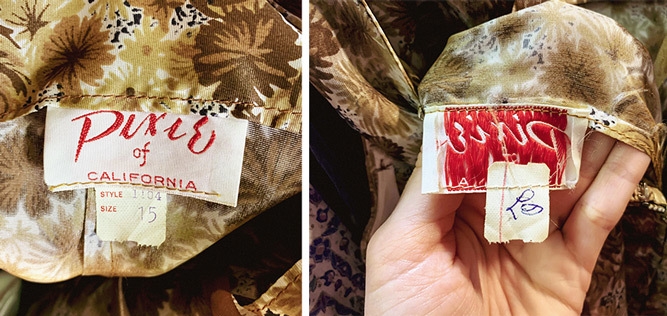 Pixie
of
CALIFORNIA
STYLE 1104
SIZE 15